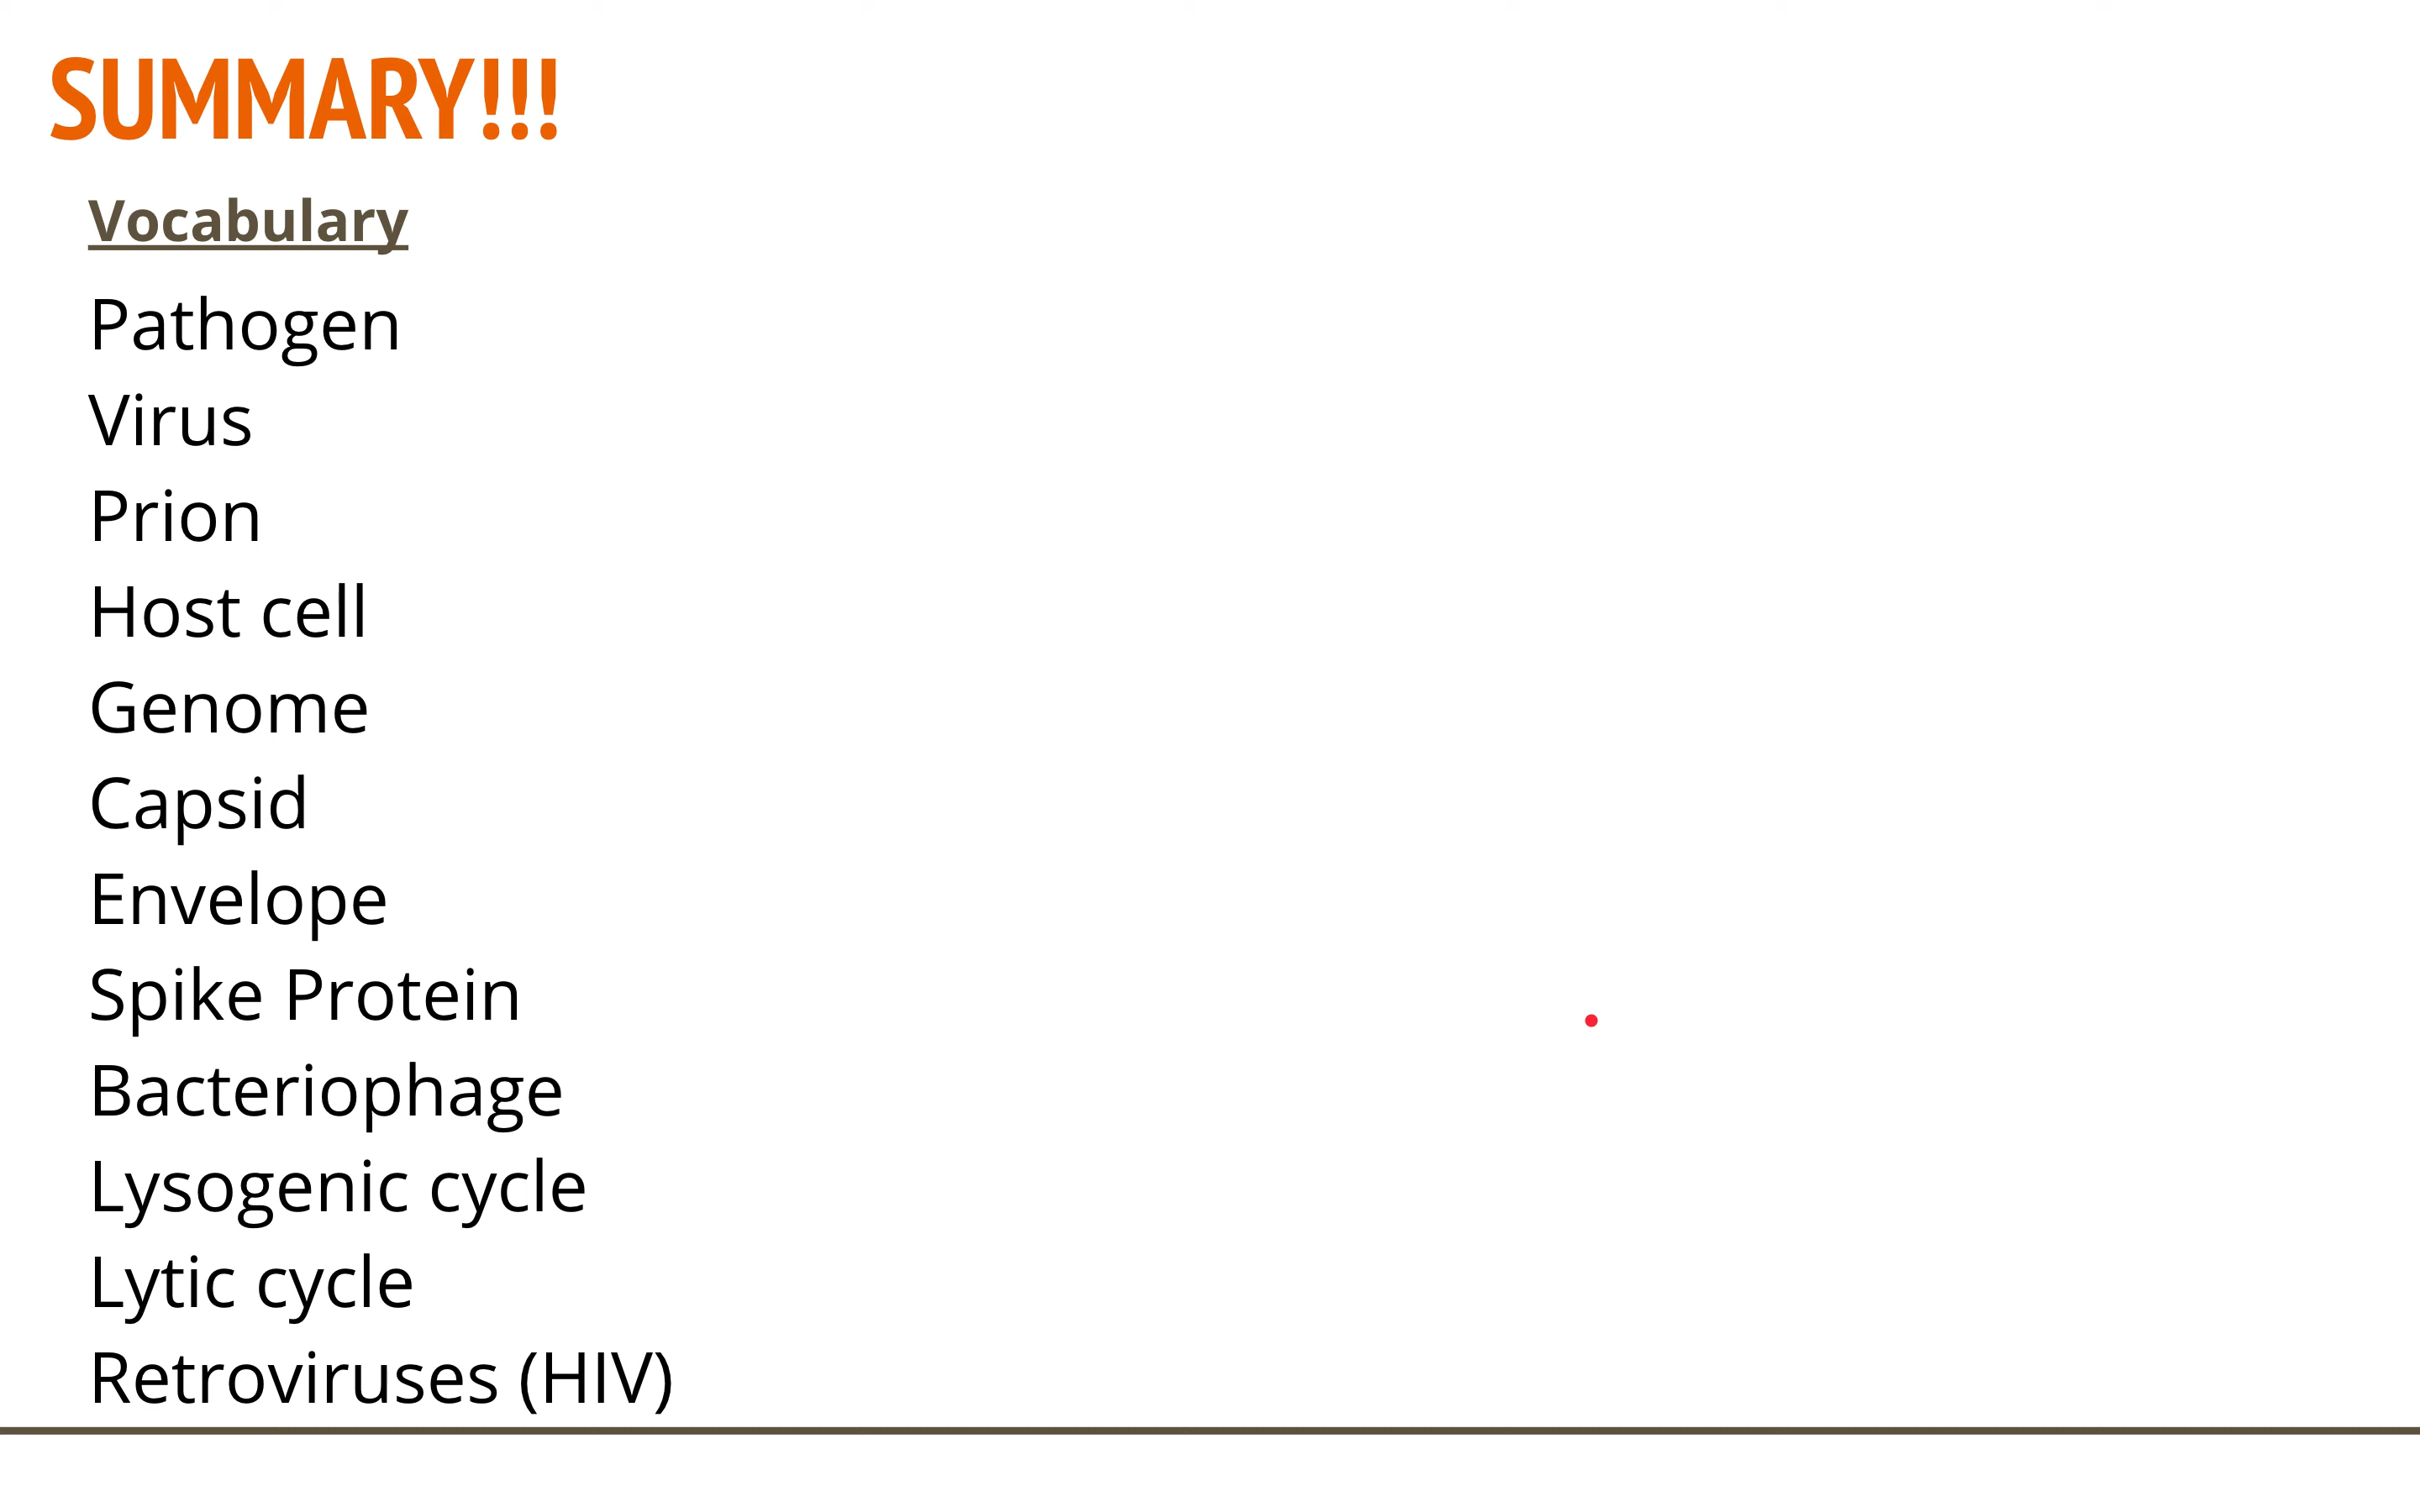 SUMMARY!!!
Vocabulary
Pathogen
Virus
Prion
Host cell
Genome
Capsid
Envelope
Spike Protein
Bacteriophage
Lysogenic cycle
Lytic cycle
Retroviruses (HIV)